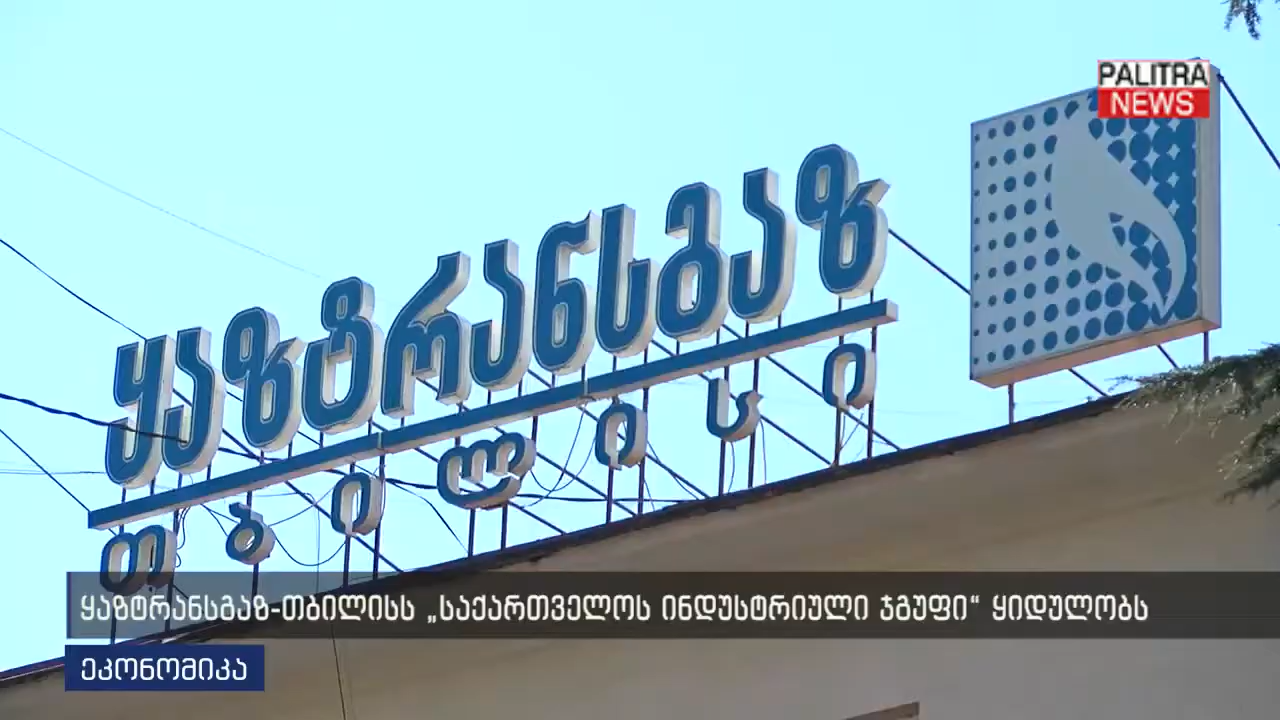 PALITRA
NEWS
ყაზტრანსგაზ
თბილისი
ყაზტრანსგაზ-თბილისს „საქართველოს ინდუსტრიული ჯგუფი“ ყიდულობს
ეკონომიკა